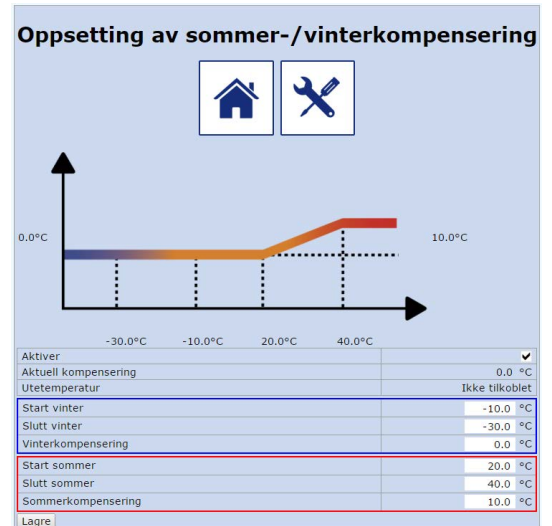 Oppsetting av sommer-/vinterkompensering
0.0°C
10.0°C
-30.0°C -10.0°C 20.0°C 40.0°C
Aktiver
Aktuell kompensering 0.0 °C
Utetemperatur Ikke tilkoblet
Start vinter -10.0 °C
Slutt vinter -30.0 °C
Vinterkompensering 0.0 °C
Start sommer 20.0 °C
Slutt sommer 40.0 °C
Sommerkompensering 10.0 °C
Lagre